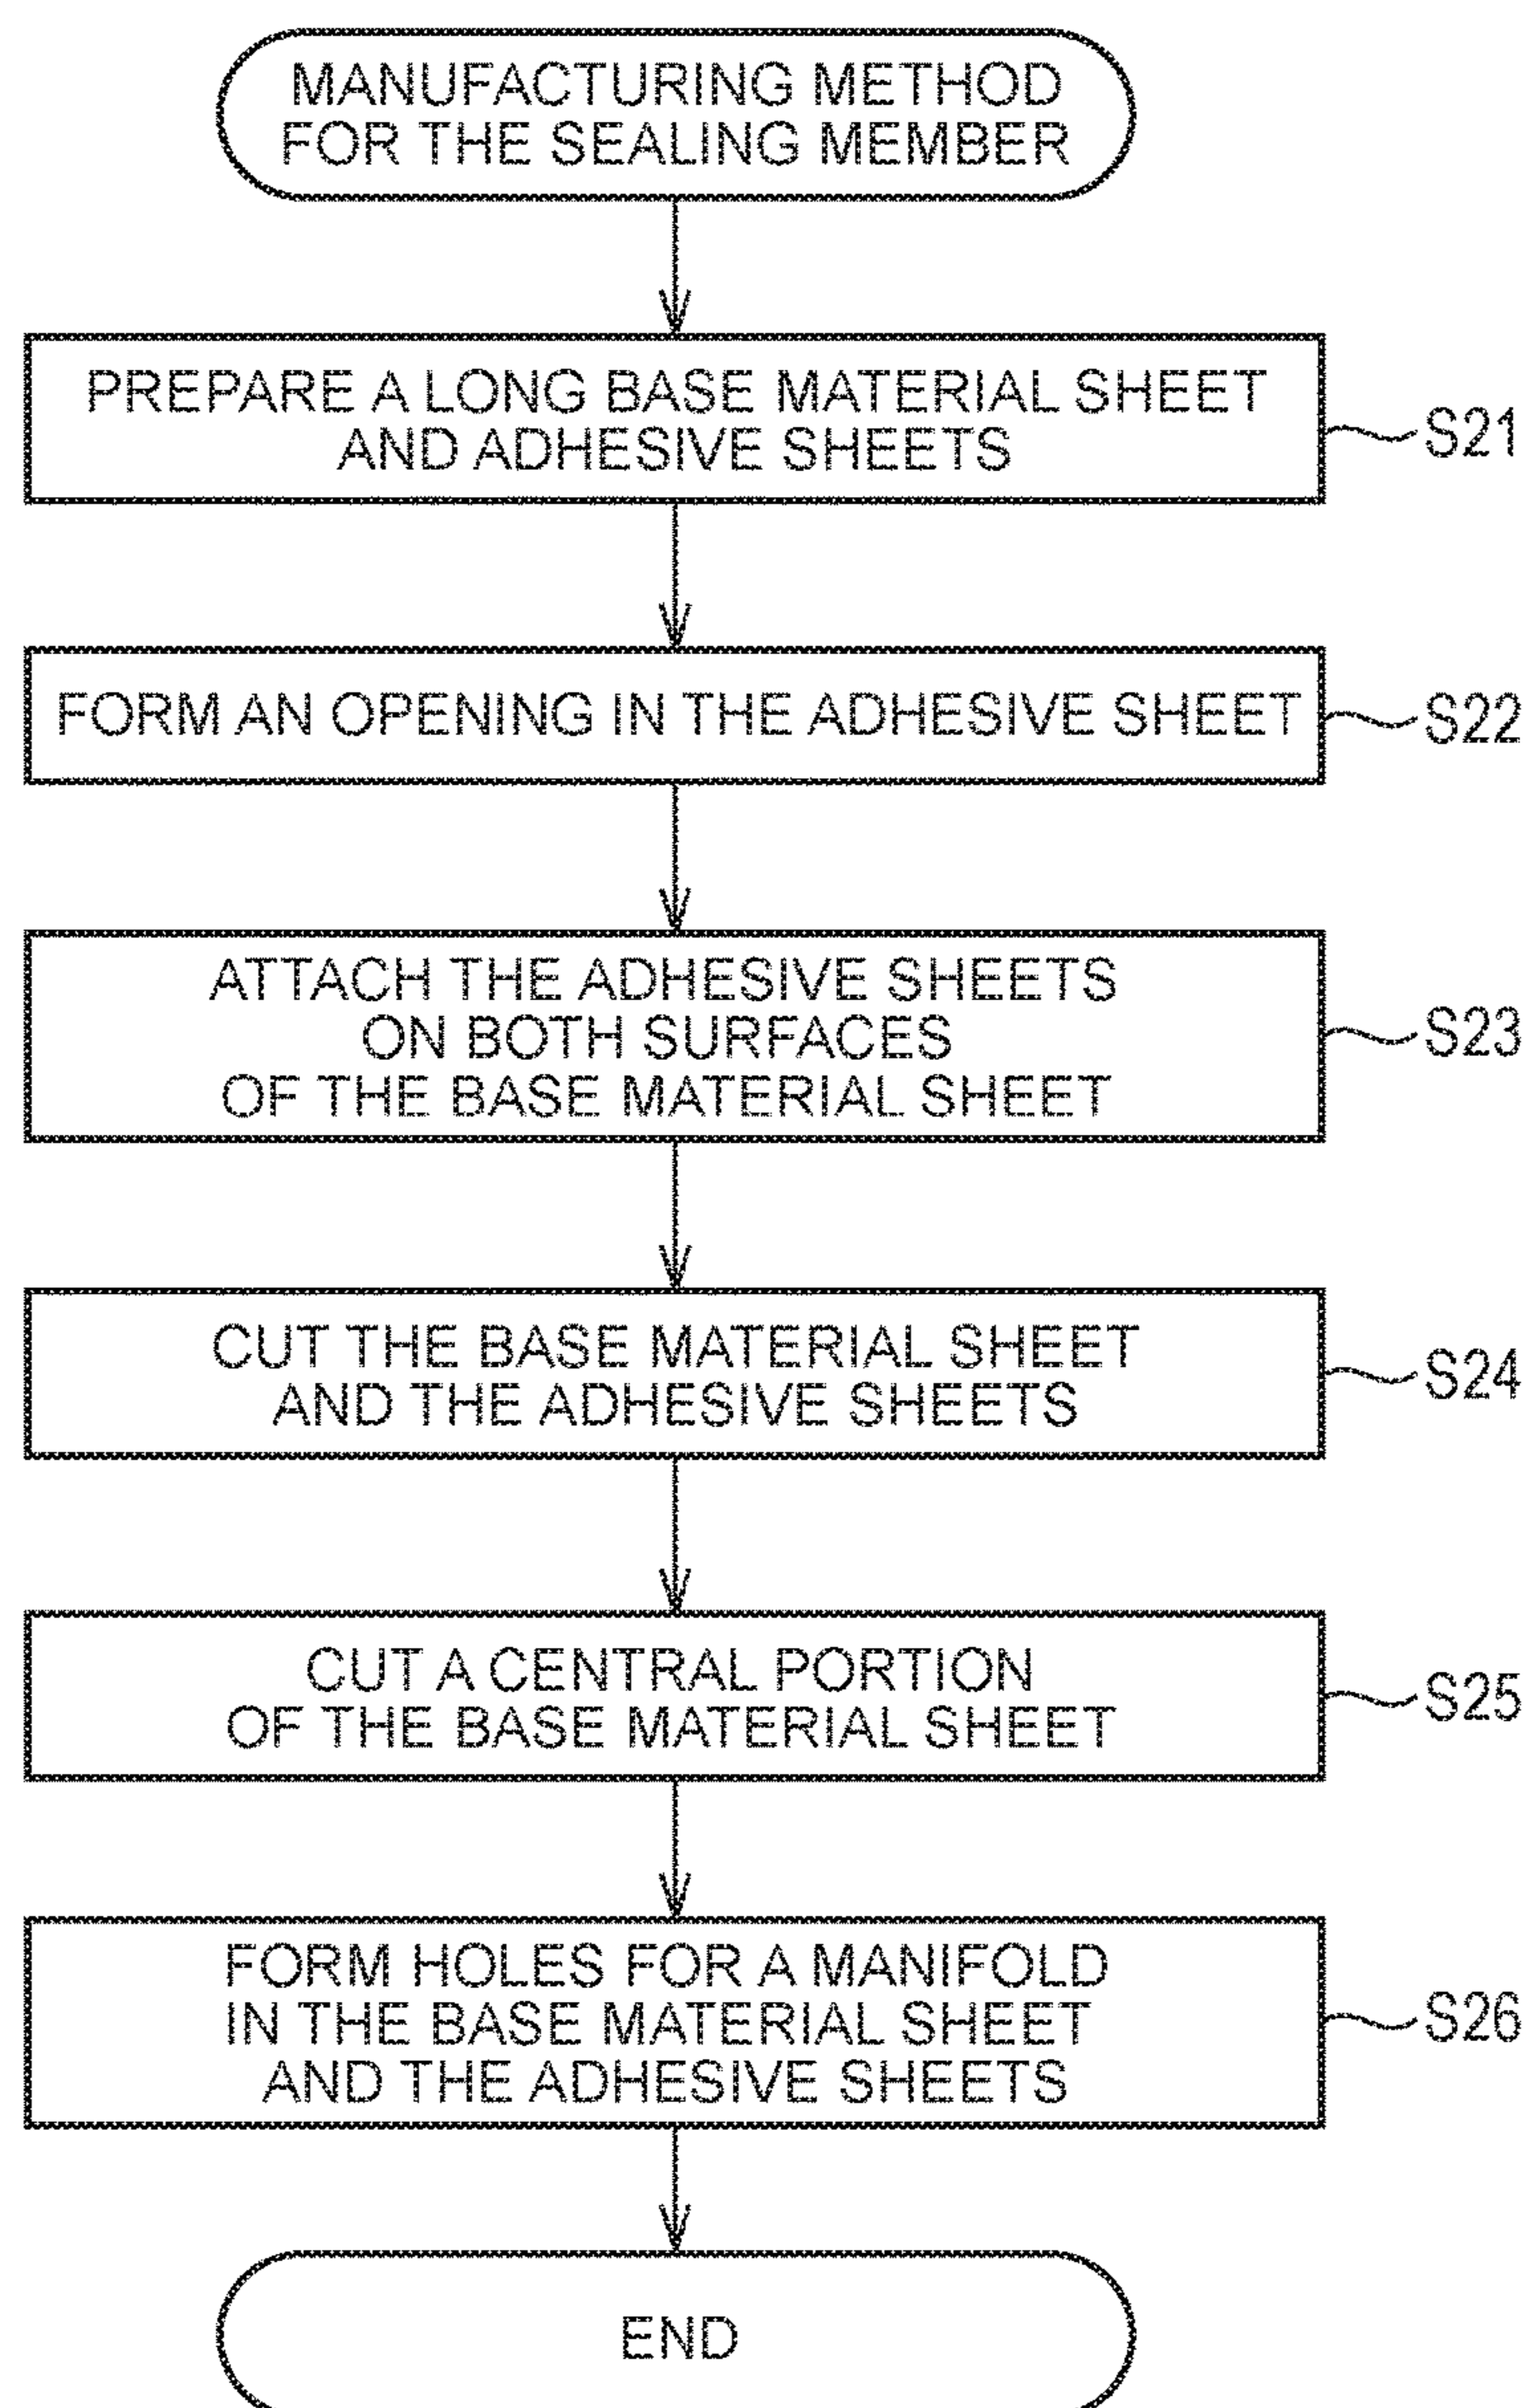 MANUFACTURING METHOD
FOR THE SEALING MEMBER
PREPARE A LONG BASE MATERIAL SHEET
AND ADHESIVE SHEETS
S21
FORM AN OPENING IN THE ADHESIVE SHEET
S22
ATTACH THE ADHESIVE SHEETS
ON BOTH SURFACES
OF THE BASE MATERIAL SHEET
S23
CUT THE BASE MATERIAL SHEET
AND THE ADHESIVE SHEETS
S24
CUT A CENTRAL PORTION
OF THE BASE MATERIAL SHEET
S25
FORM HOLES FOR A MANIFOLD
IN THE BASE MATERIAL SHEET
AND THE ADHESIVE SHEETS
S26
END